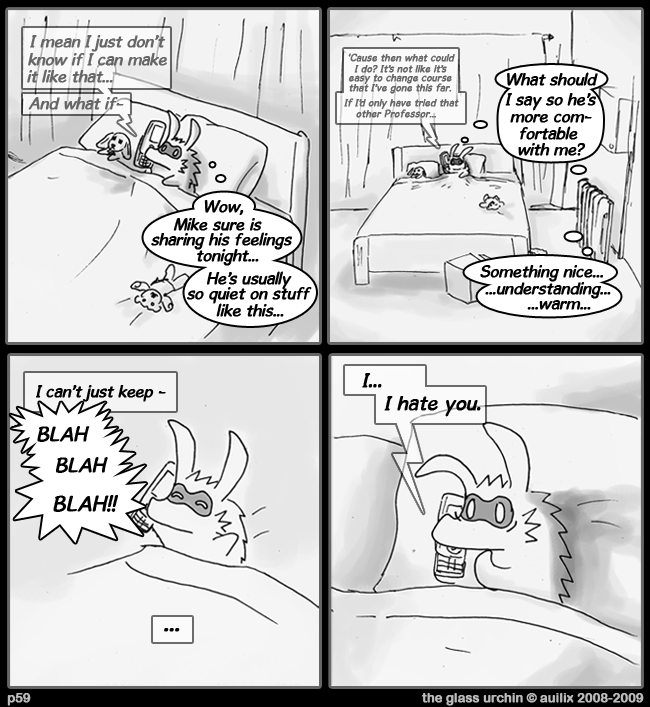 I mean I just don't
know if I can make
it like that...
And what if-
Wow,
Mike sure is
sharing his feelings
tonight...
He's usually
so quiet on stuff
like this...
'Cause then what could
I do? It's not like it's
easy to change course
that I've gone this far.
If I'd only have tried that
other Professor...
What should
I say so he's
more com-
fortable
with me?
Something nice...
...understanding...
...warm...
I can't just keep -
BLAH
BLAH
BLAH!!
...
I...
I hate you.
p59
the glass urchin © auilix 2008-2009